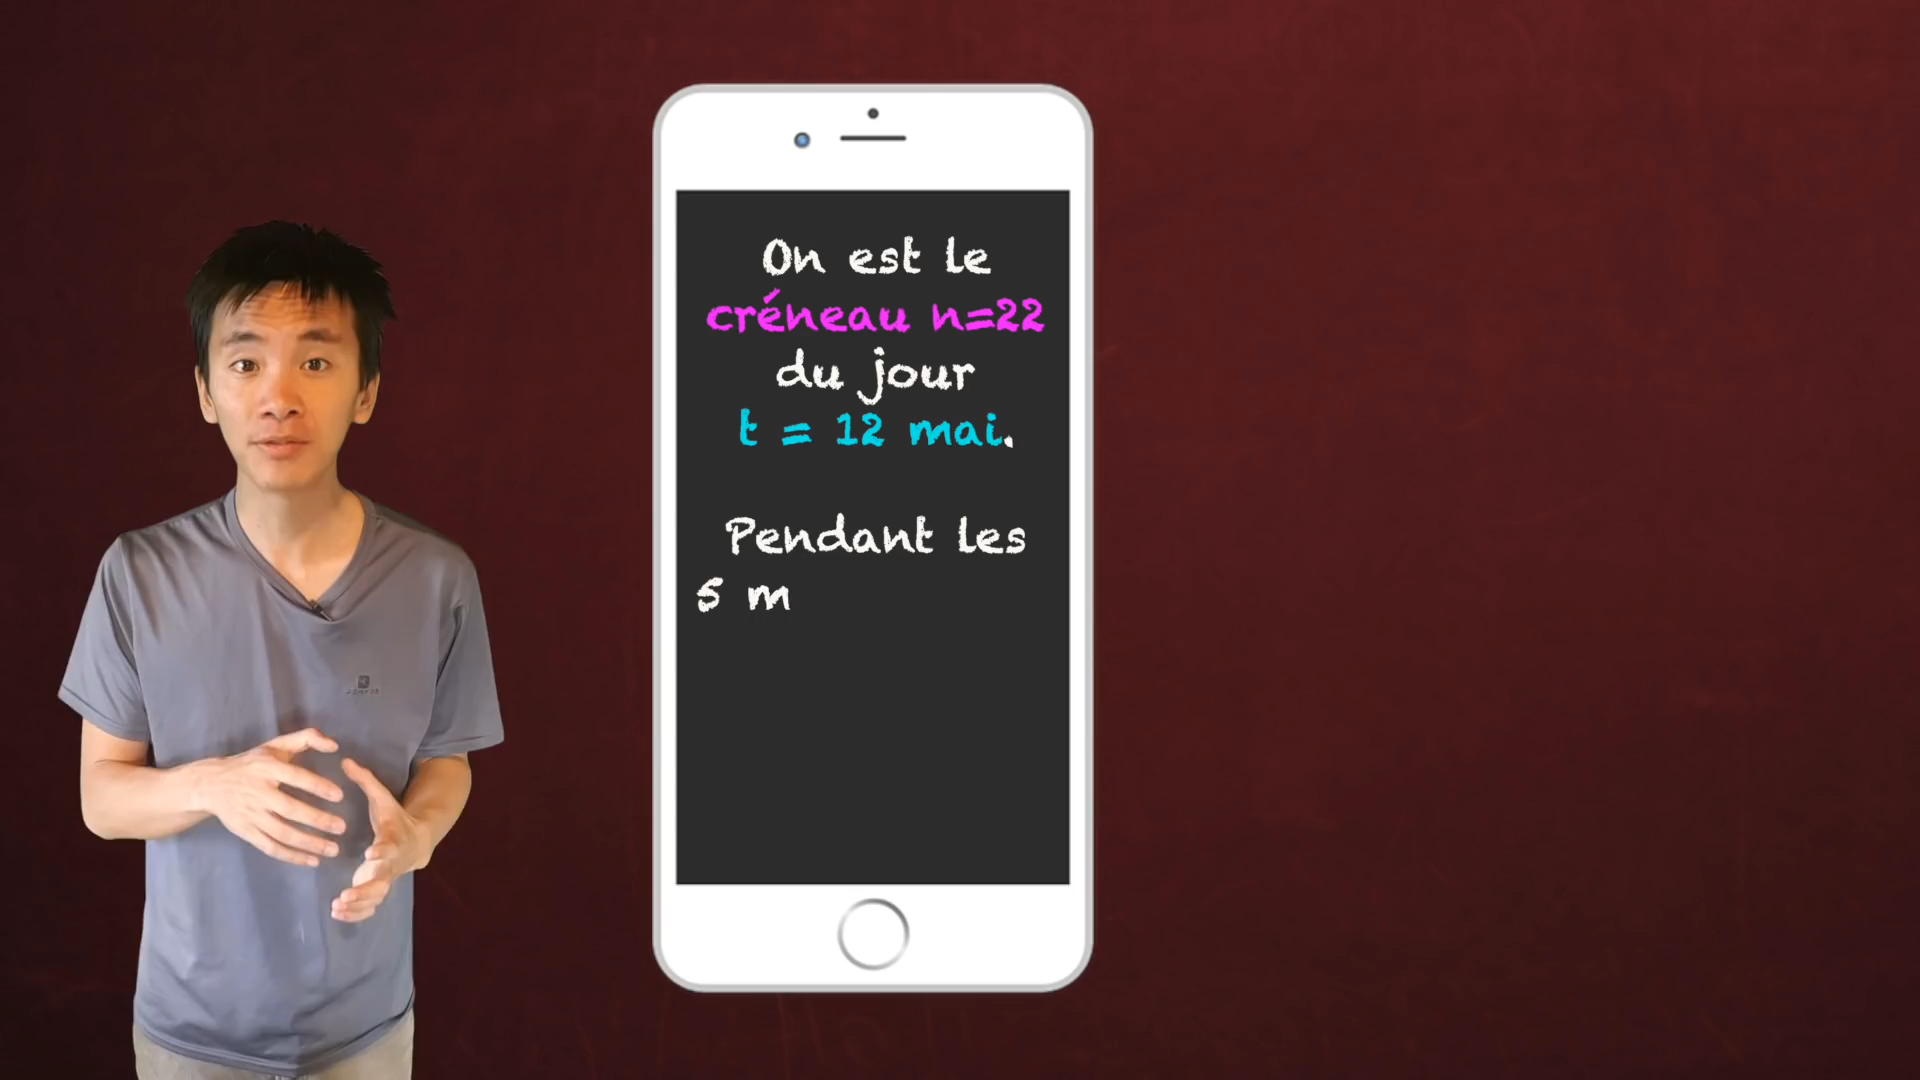 On est le
créneau n=22
du jour
t = 12 mai.
Pendant les
5 m